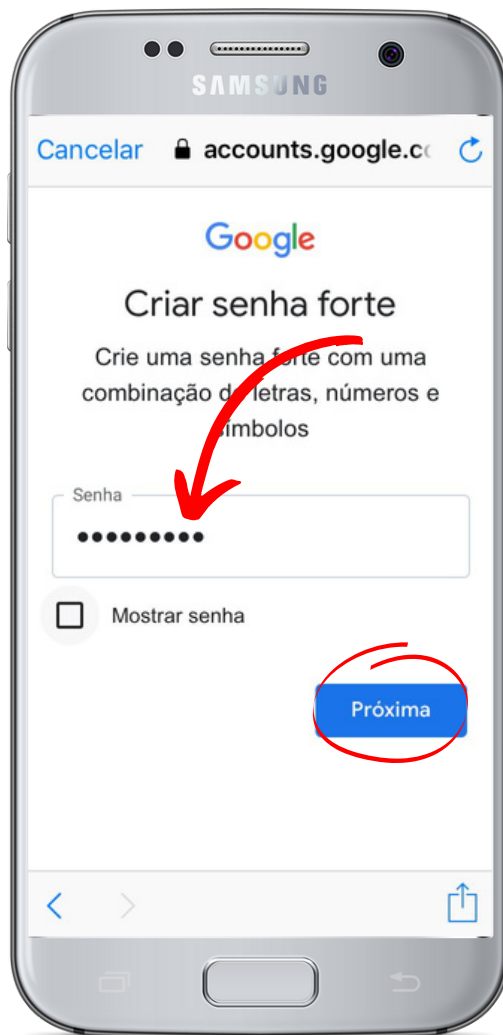 SAMSUNG
Cancelar accounts.google.c
Google
Criar senha forte
Crie uma senha forte com uma
combinação de letras, números e
símbolos
Senha
•••••••••
Mostrar senha
Próxima